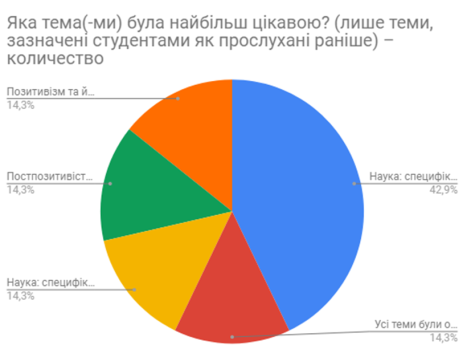 Яка тема(-ми) була найбільш цікавою? (лише теми,
зазначені студентами як прослухані раніше) –
количество
Позитивізм та й…
14,3%
Наука: специфік…
42,9%
Постпозитивіст…
14,3%
Наука: специфік…
14,3%
Усі теми були о…
14,3%